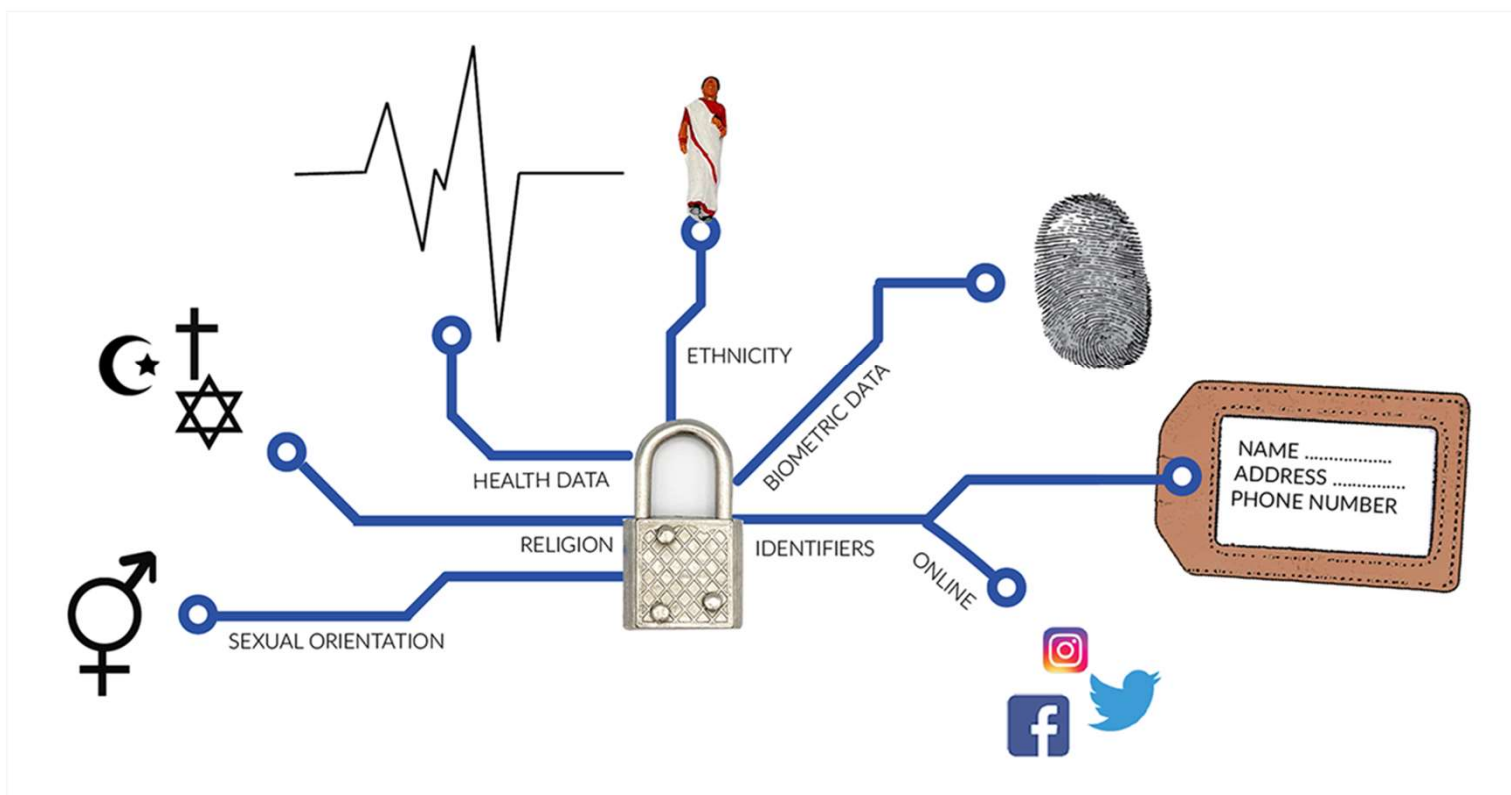 ETHNICITY
BIOMETRIC DATA
HEALTH DATA
RELIGION
SEXUAL ORIENTATION
IDENTIFIERS
ONLINE
NAME .................
ADDRESS ..............
PHONE NUMBER
f